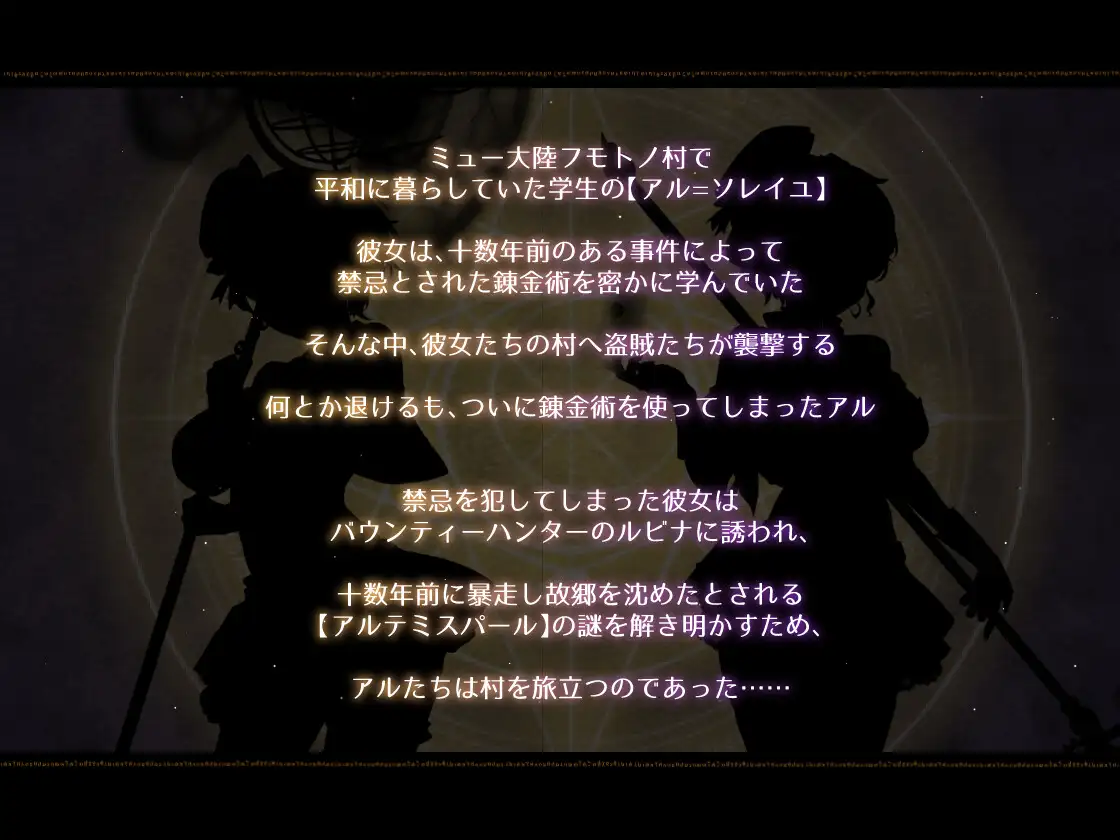 ミュー大陸フモトノ村で
平和に暮らしていた学生の【アル=ソレイユ】
彼女は､十数年前のある事件によって
禁忌とされた錬金術を密かに学んでいた
そんな中､彼女たちの村へ盗賊たちが襲撃する
何とか退けるも､ついに錬金術を使ってしまったアル
禁忌を犯してしまった彼女は
バウンティーハンターのルビナに誘われ､
十数年前に暴走し故郷を沈めたとされる
【アルテミスパール】の謎を解き明かすため､
アルたちは村を旅立つのであった……